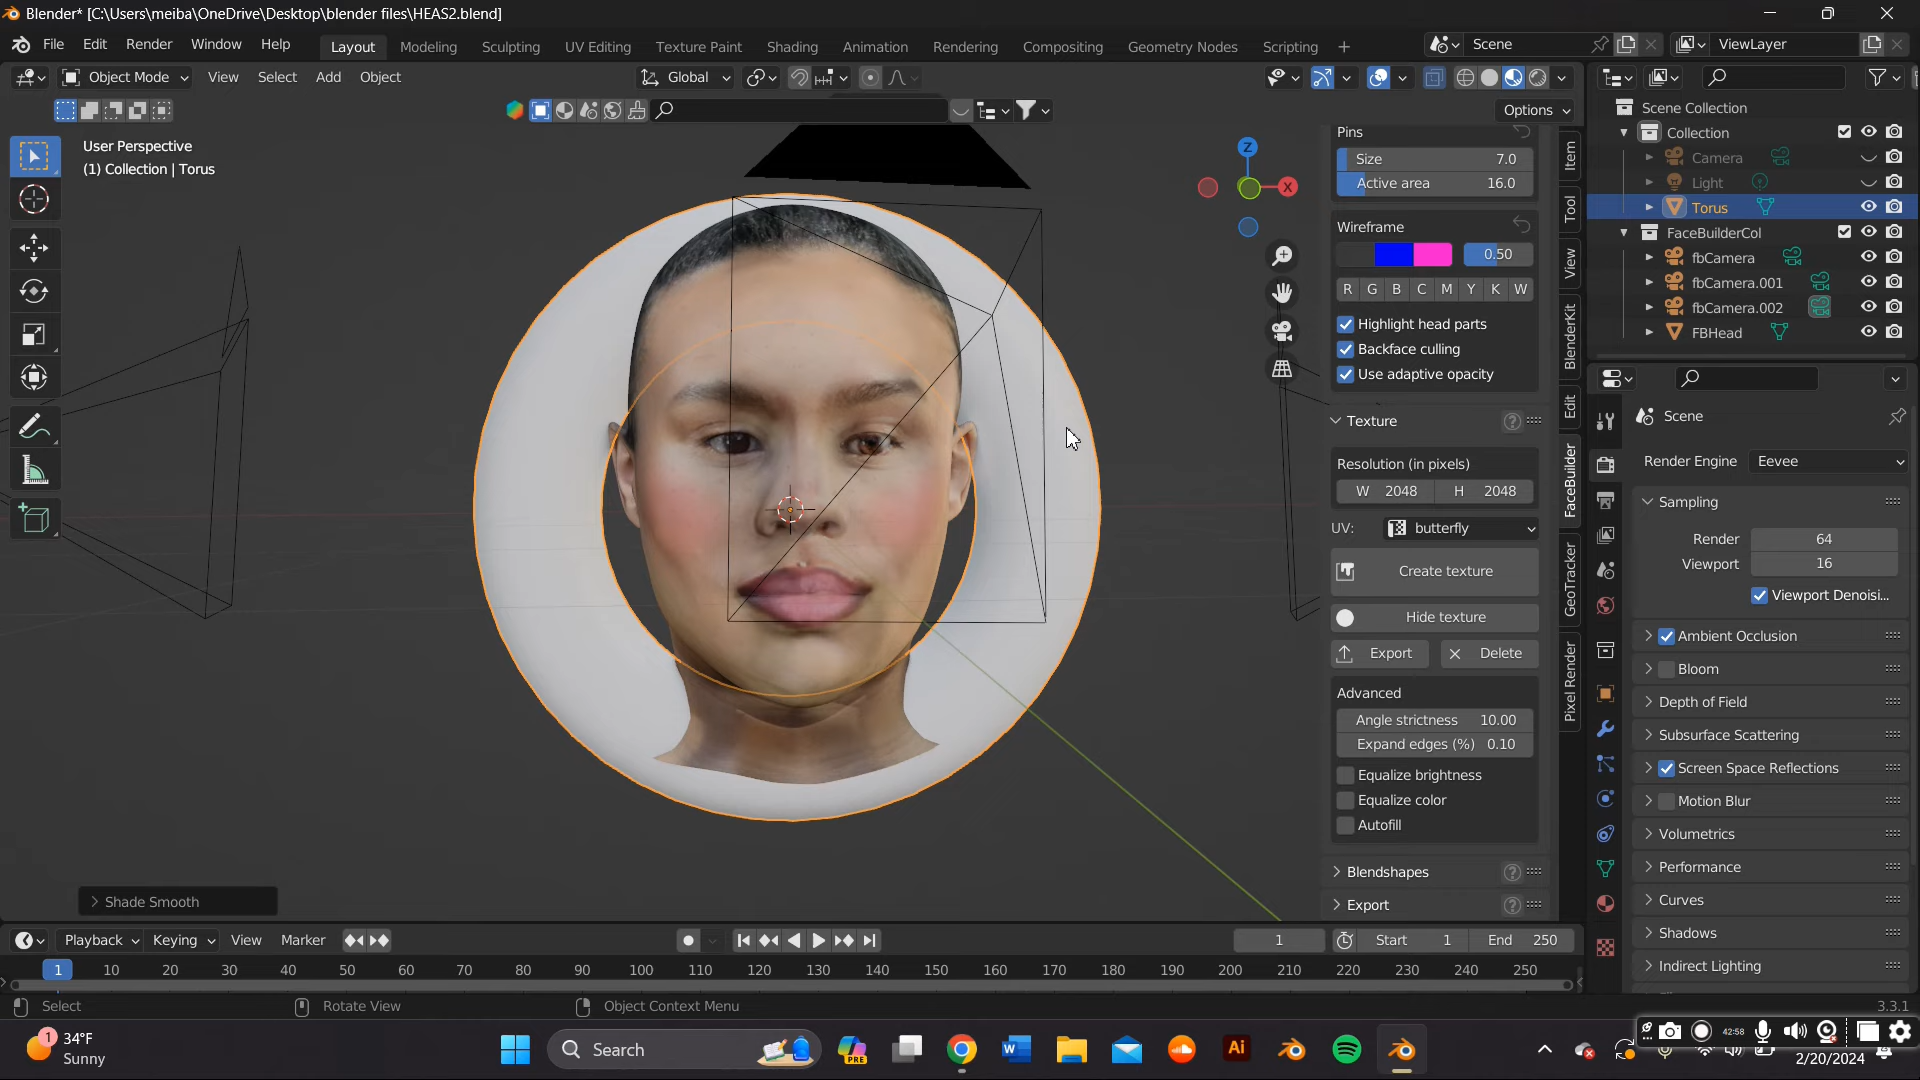 Blender* [C:\Users\meiba\OneDrive\Desktop\blender files\HEAS2.blend]
File Edit Render Window Help
Layout Modeling Sculpting UV Editing Texture Paint Shading Animation Rendering Compositing Geometry Nodes Scripting +
Scene
ViewLayer
Object Mode View Select Add Object
Global
Options
User Perspective
(1) Collection | Torus
Z
X
Pins
Size 7.0
Active area 16.0
Wireframe
0.50
R G B C M Y K W
Highlight head parts
Backface culling
Use adaptive opacity
Texture
Resolution (in pixels)
W 2048 H 2048
UV: butterfly
Create texture
Hide texture
Export Delete
Advanced
Angle strictness 10.00
Expand edges (%) 0.10
Equalize brightness
Equalize color
Autofill
Blendshapes
Export
Item
Tool
View
BlenderKit
Edit
FaceBuilder
GeoTracker
Pixel Render
Scene Collection
Collection
Camera
Light
Torus
FaceBuilderCol
fbCamera
fbCamera.001
fbCamera.002
FBHead
Scene
Render Engine Eevee
Sampling
Render 64
Viewport 16
Viewport Denoisi...
Ambient Occlusion
Bloom
Depth of Field
Subsurface Scattering
Screen Space Reflections
Motion Blur
Volumetrics
Performance
Curves
Shadows
Indirect Lighting
Shade Smooth
Playback Keying View Marker
1
Start 1 End 250
1 10 20 30 40 50 60 70 80 90 100 110 120 130 140 150 160 170 180 190 200 210 220 230 240 250
Select Rotate View Object Context Menu
3.3.1
1
34°F
Sunny
Search
PRE
W
Ai
42:58
2/20/2024